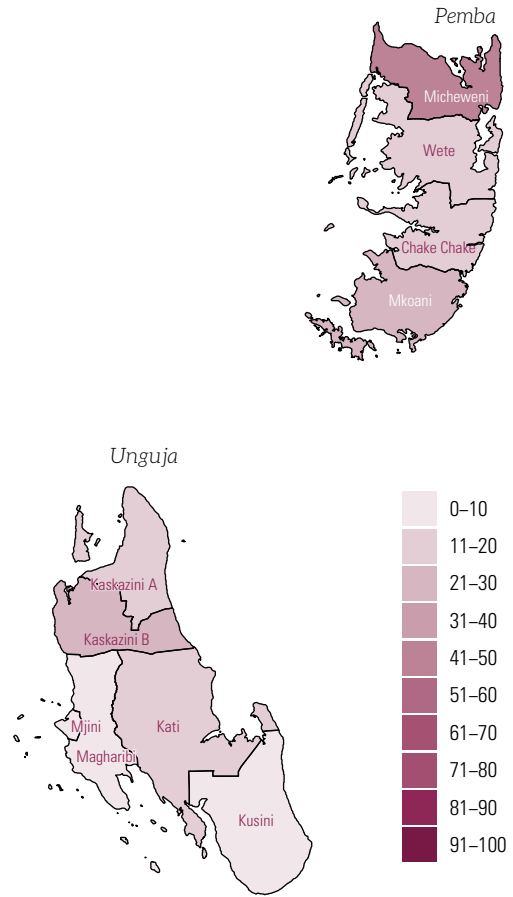 Pemba
Micheweni
Wete
Chake Chake
Mkoani
Unguja
Kaskazini A
Kaskazini B
Mjini
Kati
Magharibi
Kusini
0–10
11–20
21–30
31–40
41–50
51–60
61–70
71–80
81–90
91–100